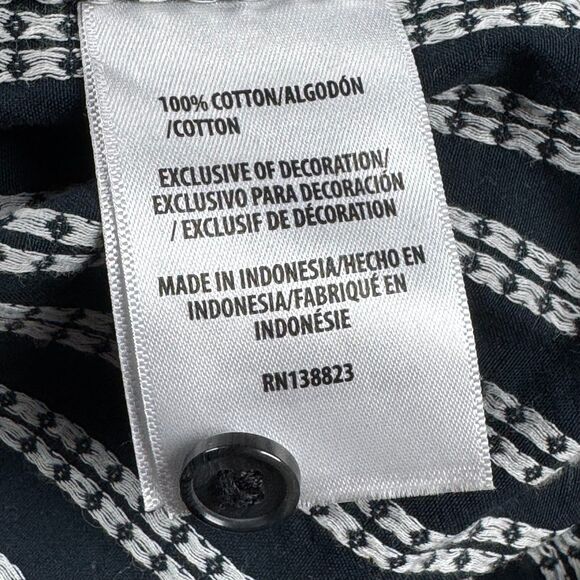 100% COTTON/ALGODÓN
/COTTON
EXCLUSIVE OF DECORATION/
EXCLUSIVO PARA DECORACIÓN
/ EXCLUSIF DE DÉCORATION
MADE IN INDONESIA/HECHO EN
INDONESIA/FABRIQUÉ EN
INDONÉSIE
RN138823